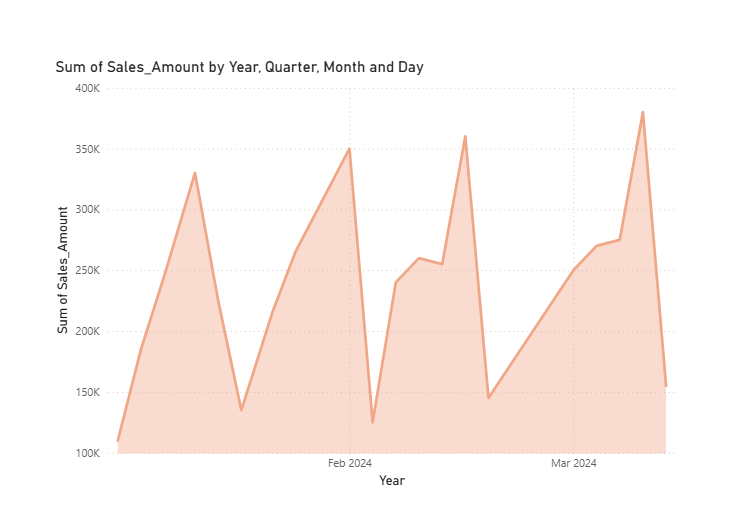 Sum of Sales_Amount by Year, Quarter, Month and Day
400K
350K
300K
250K
200K
150K
100K
Sum of Sales_Amount
Feb 2024
Mar 2024
Year